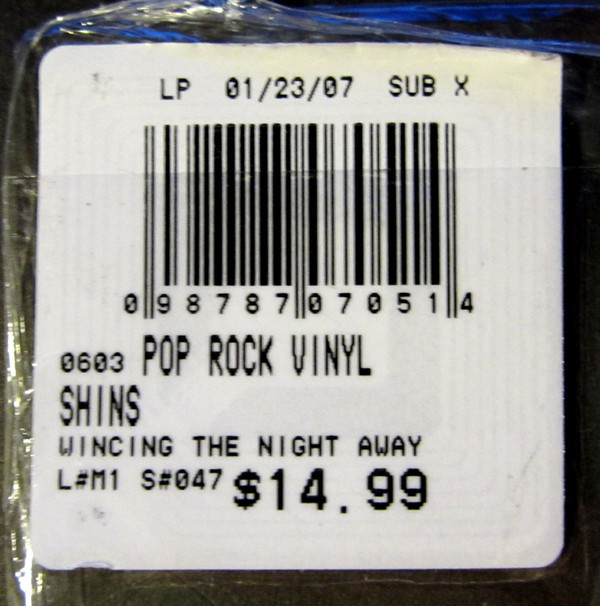 LP 01/23/07 SUB X
0 98787 07051 4
0603 POP ROCK VINYL
SHINS
WINCING THE NIGHT AWAY
L#M1 S#047 $14.99